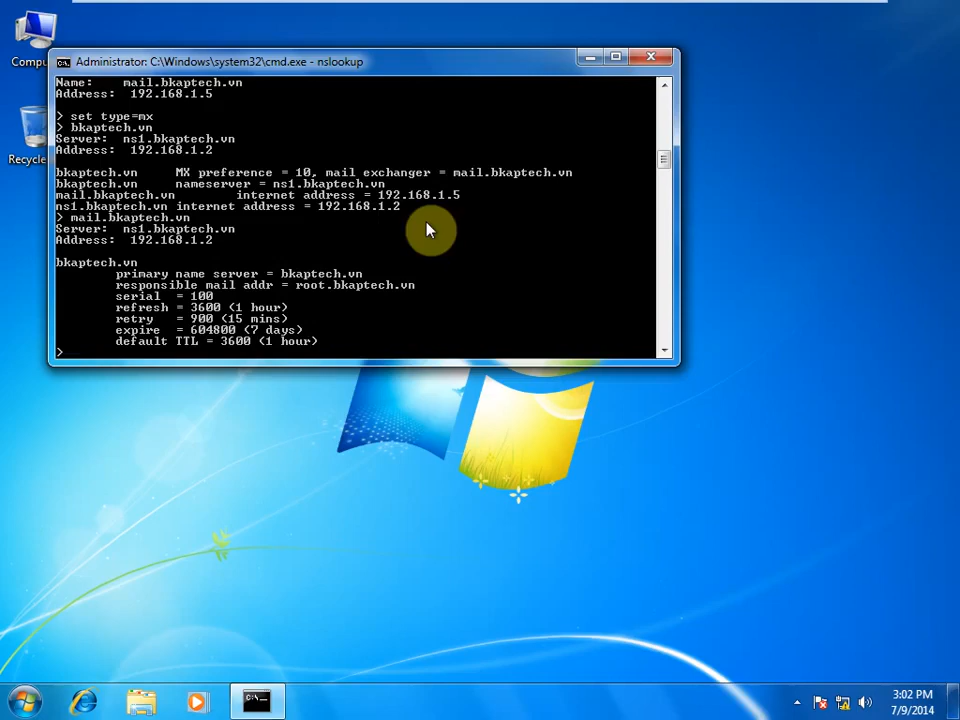 Compu
Recycle
Administrator: C:\Windows\system32\cmd.exe - nslookup
Name:    mail.bkaptech.vn
Address:  192.168.1.5
> set type=mx
> bkaptech.vn
Server:  ns1.bkaptech.vn
Address:  192.168.1.2
bkaptech.vn     MX preference = 10, mail exchanger = mail.bkaptech.vn
bkaptech.vn     nameserver = ns1.bkaptech.vn
mail.bkaptech.vn        internet address = 192.168.1.5
ns1.bkaptech.vn internet address = 192.168.1.2
> mail.bkaptech.vn
Server:  ns1.bkaptech.vn
Address:  192.168.1.2
bkaptech.vn
        primary name server = bkaptech.vn
        responsible mail addr = root.bkaptech.vn
        serial  = 100
        refresh = 3600 (1 hour)
        retry   = 900 (15 mins)
        expire  = 604800 (7 days)
        default TTL = 3600 (1 hour)
>
C:\_
3:02 PM
7/9/2014